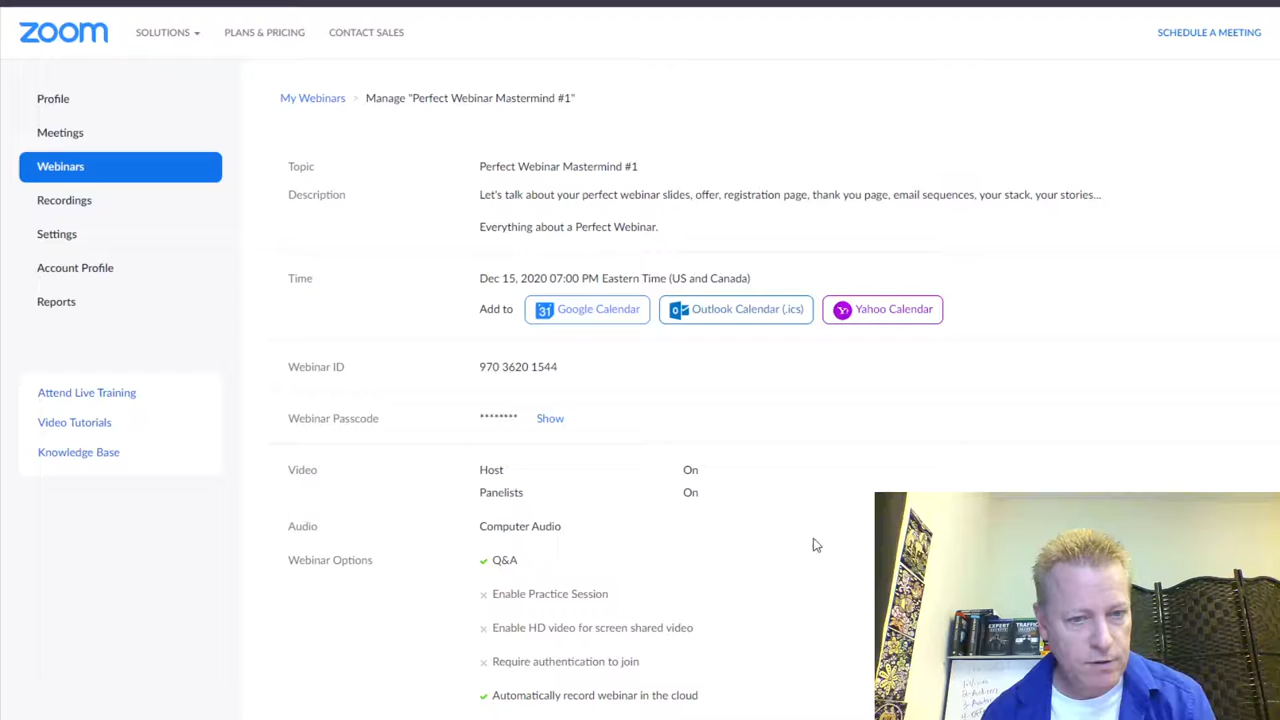 zoom
SOLUTIONS
PLANS & PRICING
CONTACT SALES
SCHEDULE A MEETING
Profile
Meetings
Webinars
Recordings
Settings
Account Profile
Reports
Attend Live Training
Video Tutorials
Knowledge Base
My Webinars > Manage "Perfect Webinar Mastermind #1"
Topic Perfect Webinar Mastermind #1
Description Let's talk about your perfect webinar slides, offer, registration page, thank you page, email sequences, your stack, your stories...
Everything about a Perfect Webinar.
Time Dec 15, 2020 07:00 PM Eastern Time (US and Canada)
Add to 31 Google Calendar Outlook Calendar (.ics) Yahoo Calendar
Webinar ID 970 3620 1544
Webinar Passcode ******** Show
Video Host On
Panelists On
Audio Computer Audio
Webinar Options Q&A
Enable Practice Session
Enable HD video for screen shared video
Require authentication to join
Automatically record webinar in the cloud
EXPERT
SECRETS
TRAFFIC